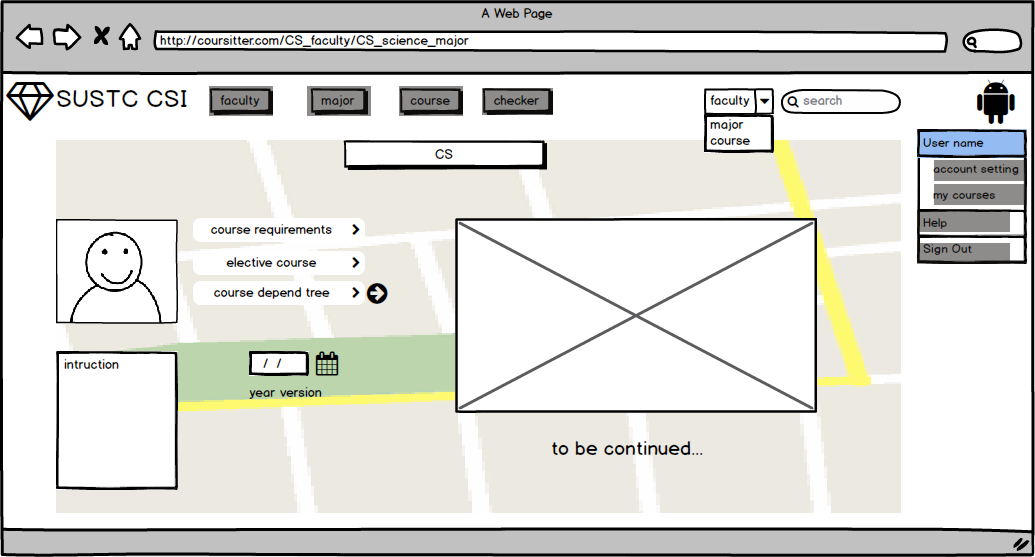 A Web Page
http://coursitter.com/CS_faculty/CS_science_major
SUSTC CSI
faculty
major
course
checker
faculty
search
major
course
User name
account setting
my courses
Help
Sign Out
CS
course requirements
elective course
course depend tree
intruction
/ /
year version
to be continued...